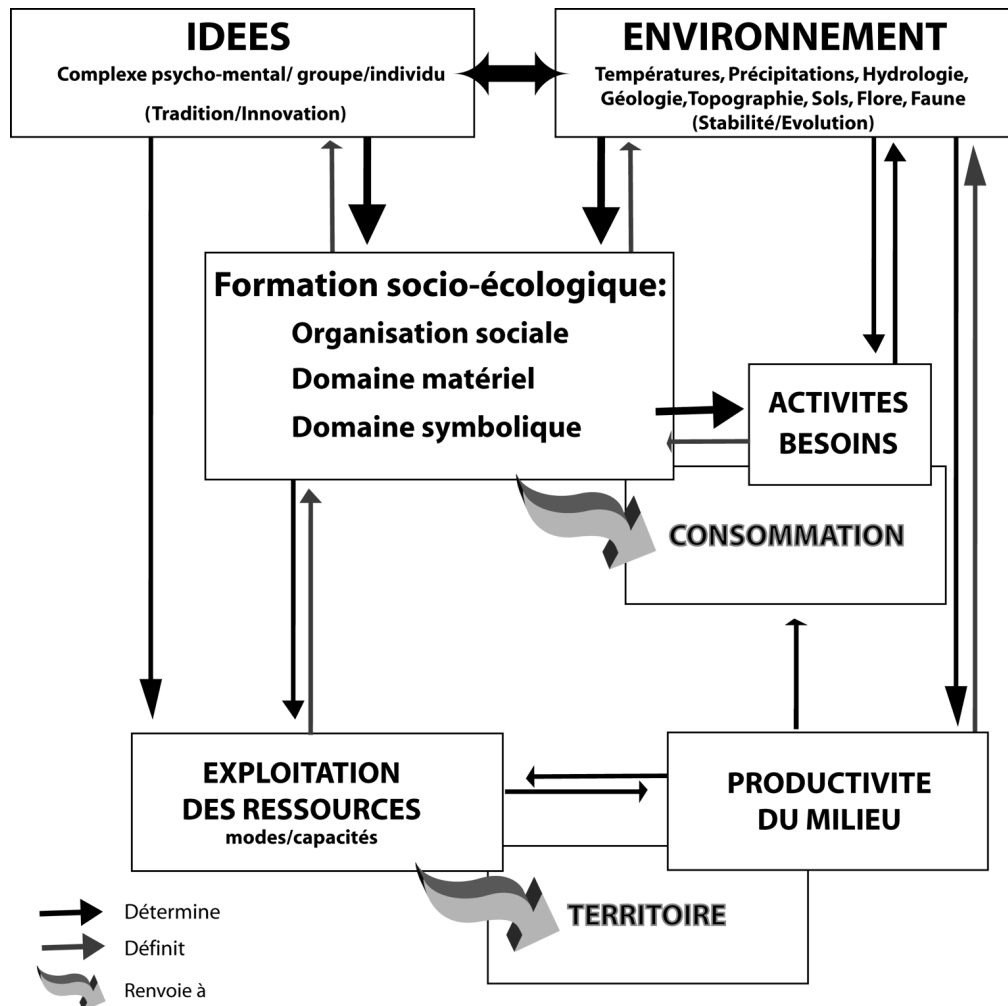 IDEES
Complexe psycho-mental/ groupe/individu
(Tradition/Innovation)
ENVIRONNEMENT
Températures, Précipitations, Hydrologie,
Géologie,Topographie, Sols, Flore, Faune
(Stabilité/Evolution)
Formation socio-écologique:
Organisation sociale
Domaine matériel
Domaine symbolique
ACTIVITES
BESOINS
CONSOMMATION
EXPLOITATION
DES RESSOURCES
modes/capacités
PRODUCTIVITE
DU MILIEU
TERRITOIRE
Détermine
Définit
Renvoie à